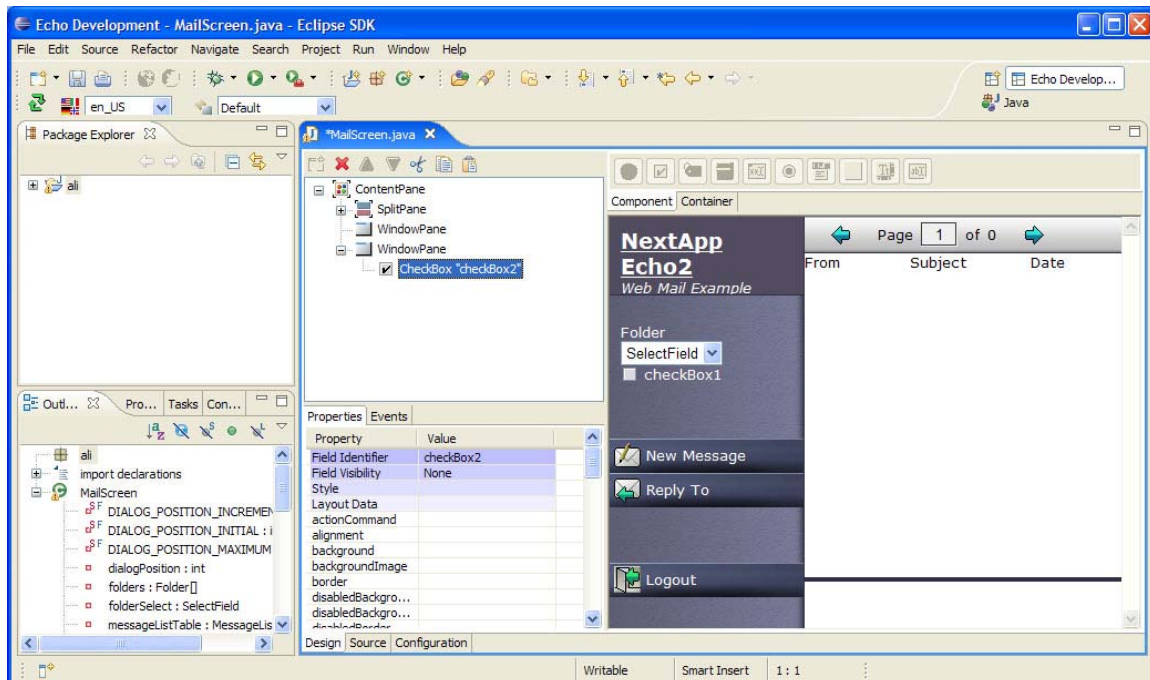 Echo Development - MailScreen.java - Eclipse SDK
File Edit Source Refactor Navigate Search Project Run Window Help
Echo Develop...
en_US Default
Java
Package Explorer
*MailScreen.java
ali
ContentPane
SplitPane
WindowPane
WindowPane
CheckBox "checkBox2"
Component Container
NextApp
Echo2
Web Mail Example
Page 1 of 0
From Subject Date
Folder
SelectField
checkBox1
New Message
Reply To
Logout
Outl... Pro... Tasks Con...
ali
import declarations
MailScreen
DIALOG_POSITION_INCREMEN
DIALOG_POSITION_INITIAL : i
DIALOG_POSITION_MAXIMUM
dialogPosition : int
folders : Folder[]
folderSelect : SelectField
messageListTable : MessageLis
Properties Events
Property Value
Field Identifier checkBox2
Field Visibility None
Style
Layout Data
actionCommand
alignment
background
backgroundImage
border
disabledBackgro...
disabledBackgro...
Design Source Configuration
Writable Smart Insert 1 : 1